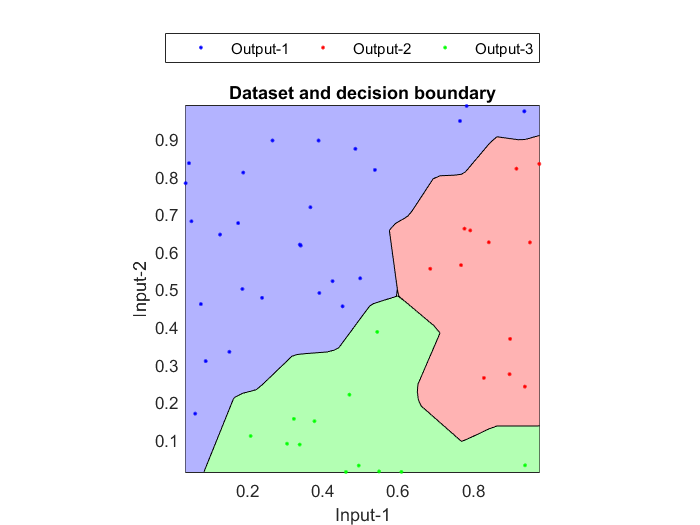 Output-1 Output-2 Output-3
Dataset and decision boundary
0.9
0.8
0.7
0.6
0.5
0.4
0.3
0.2
0.1
Input-2
0.2 0.4 0.6 0.8
Input-1